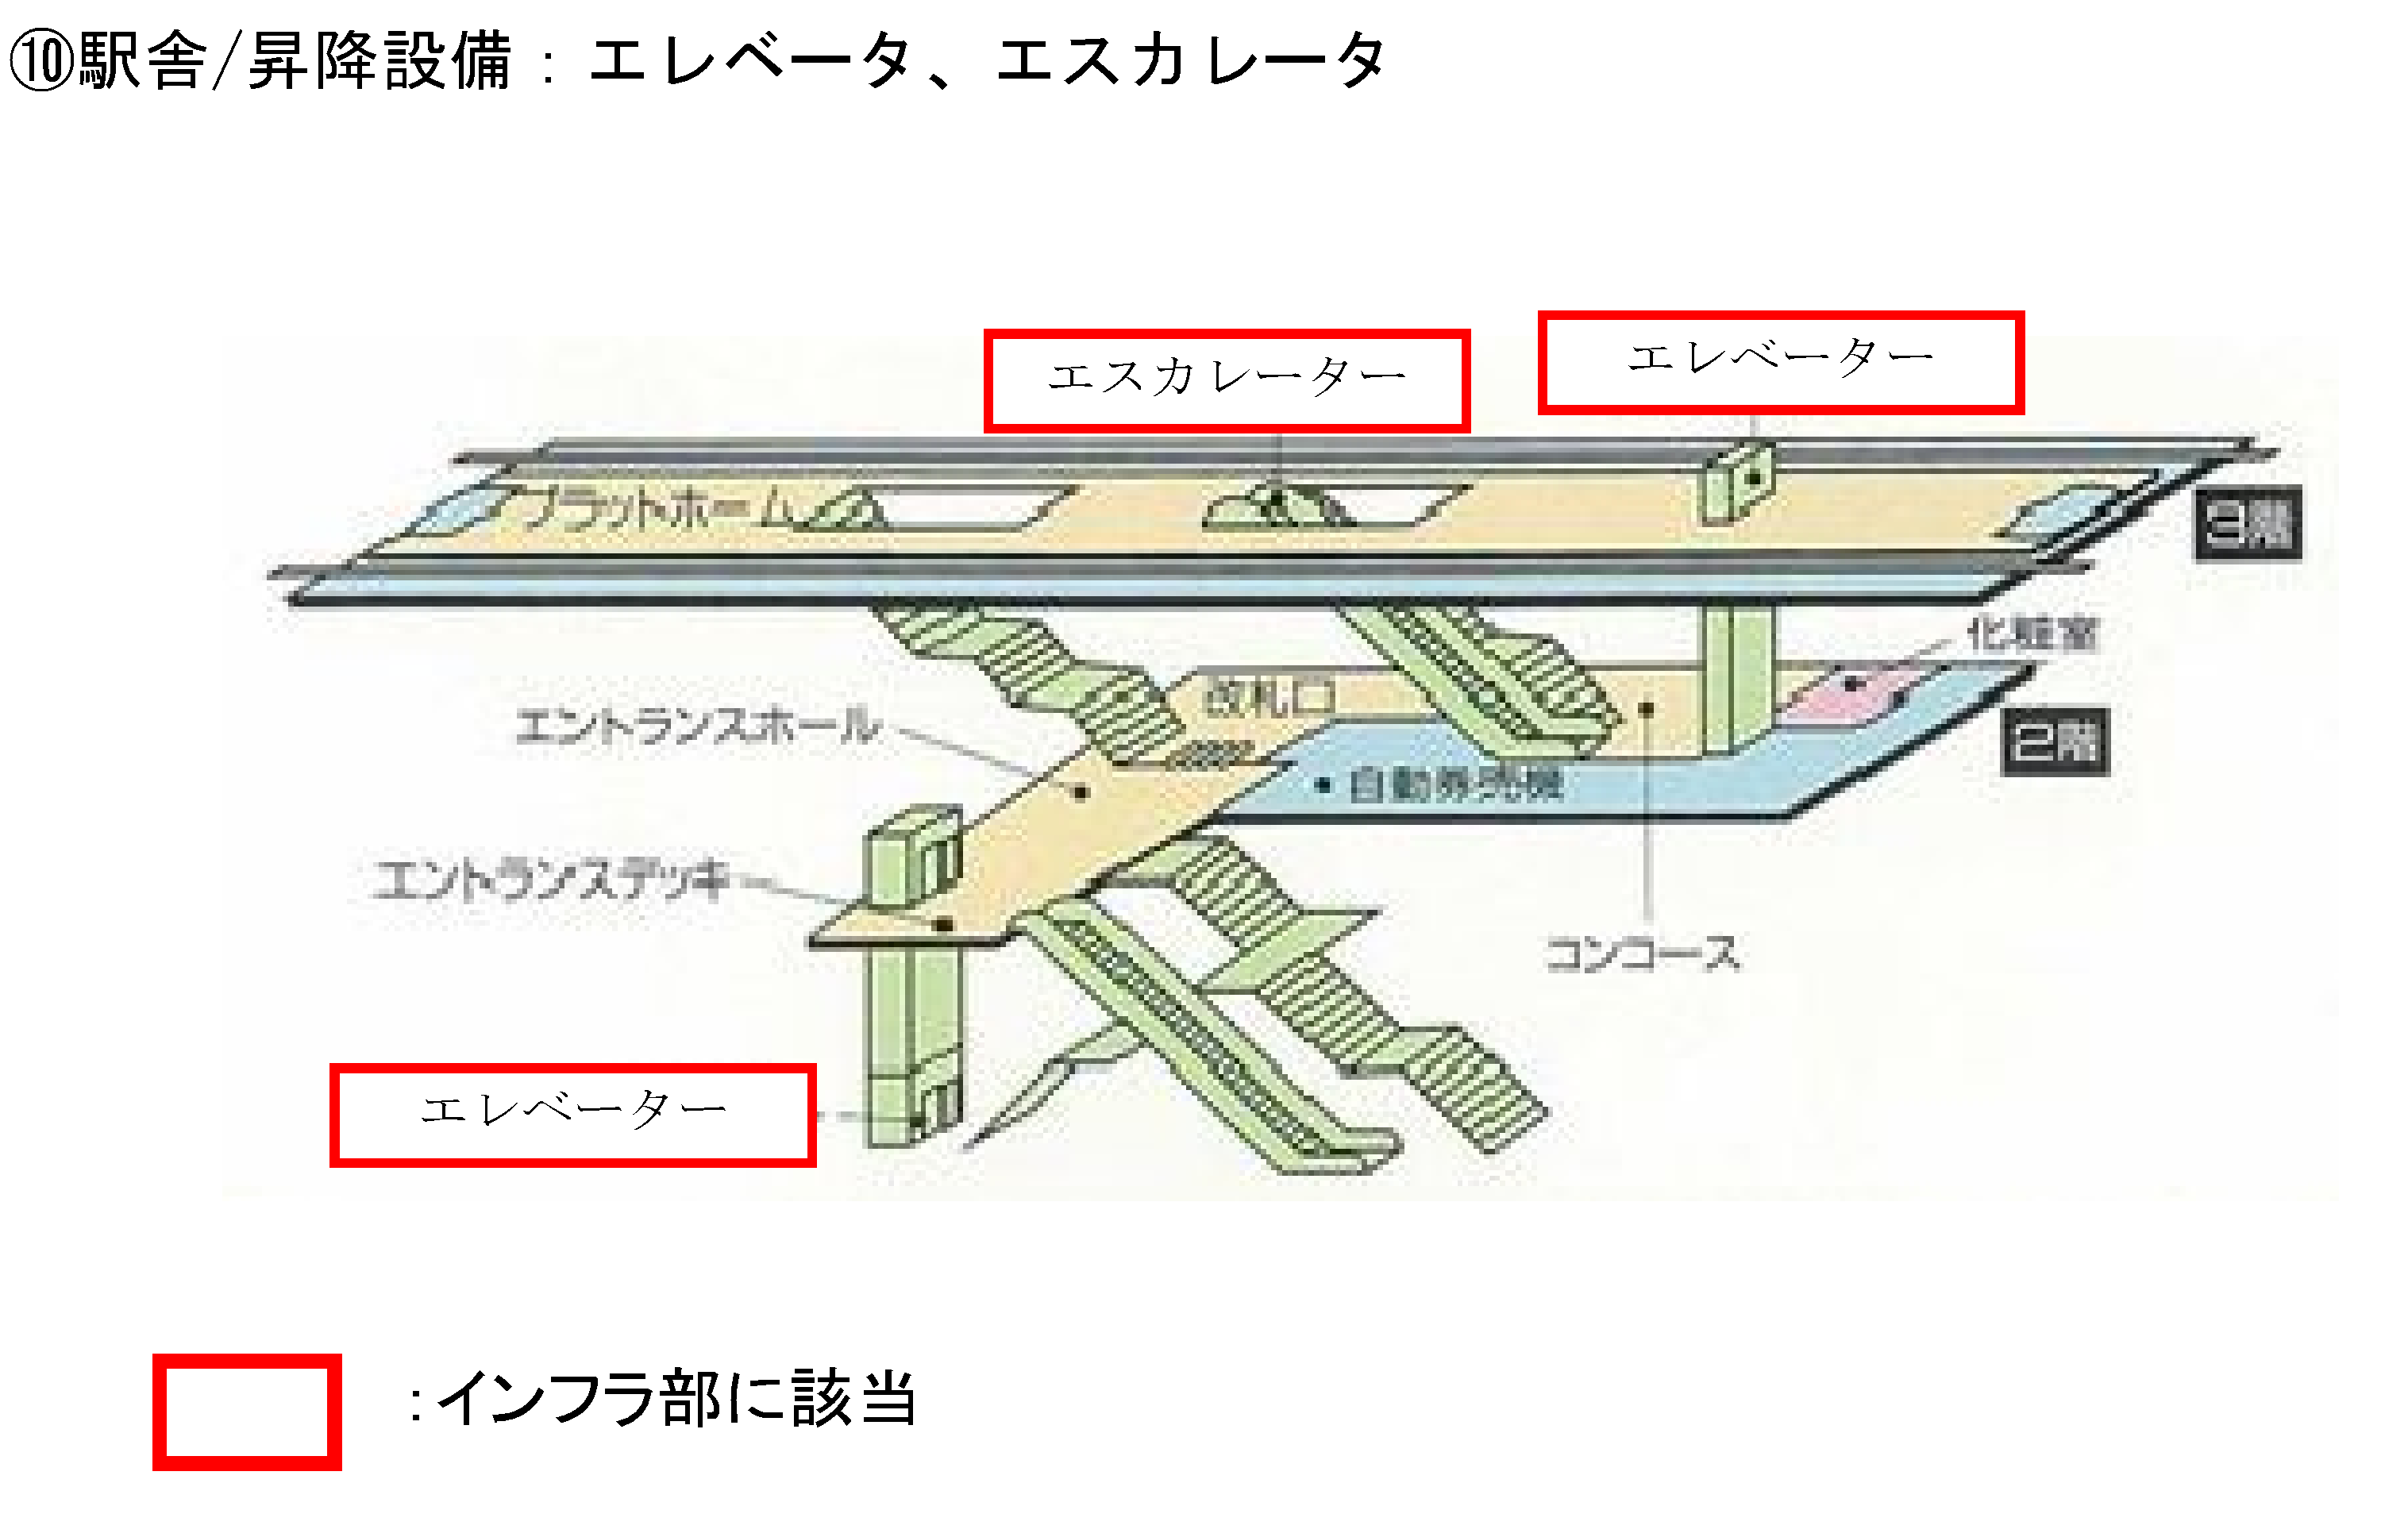 ⑩駅舎/昇降設備：エレベータ、エスカレータ
エスカレーター
エレベーター
プラットホーム
三階
化粧室
改札口
エントランスホール
二階
自動券売機
エントランスデッキ
コンコース
エレベーター
：インフラ部に該当